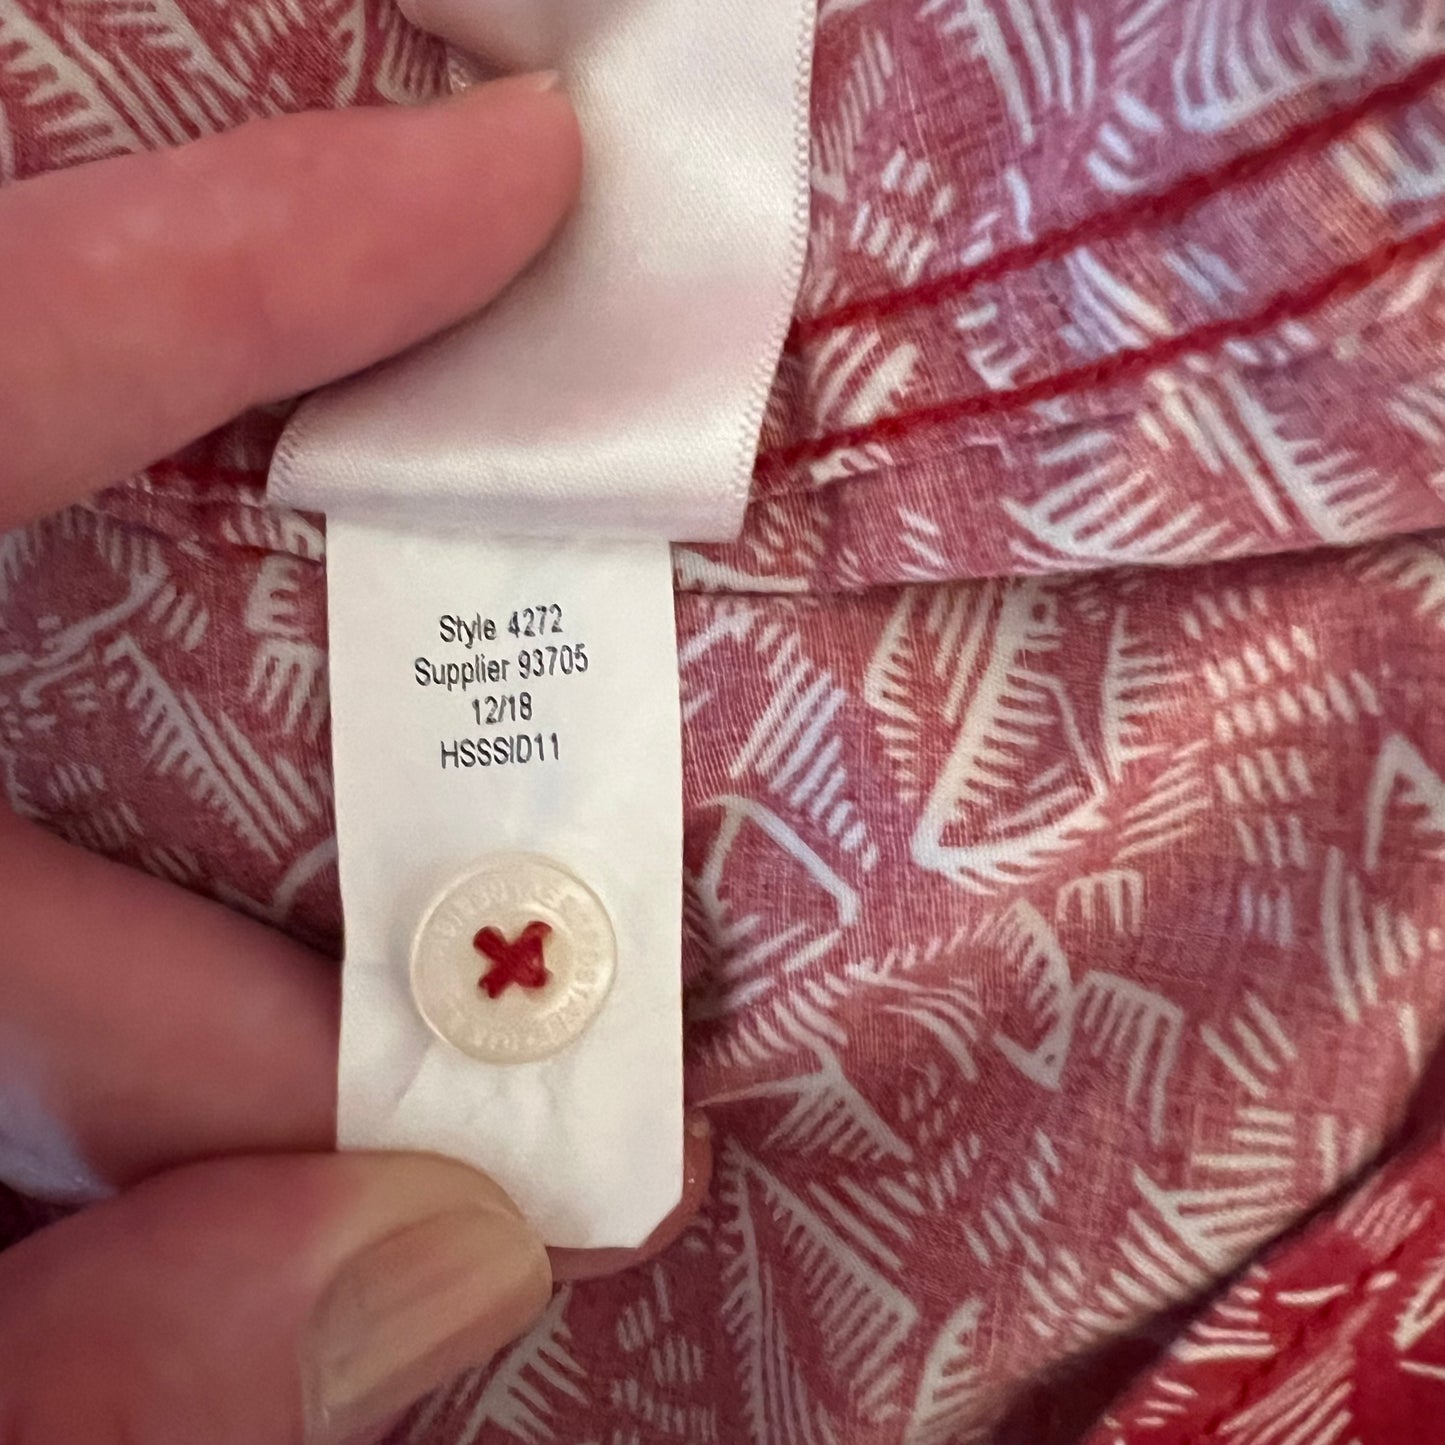 Style 4272
Supplier 93705
12/18
HSSSID11